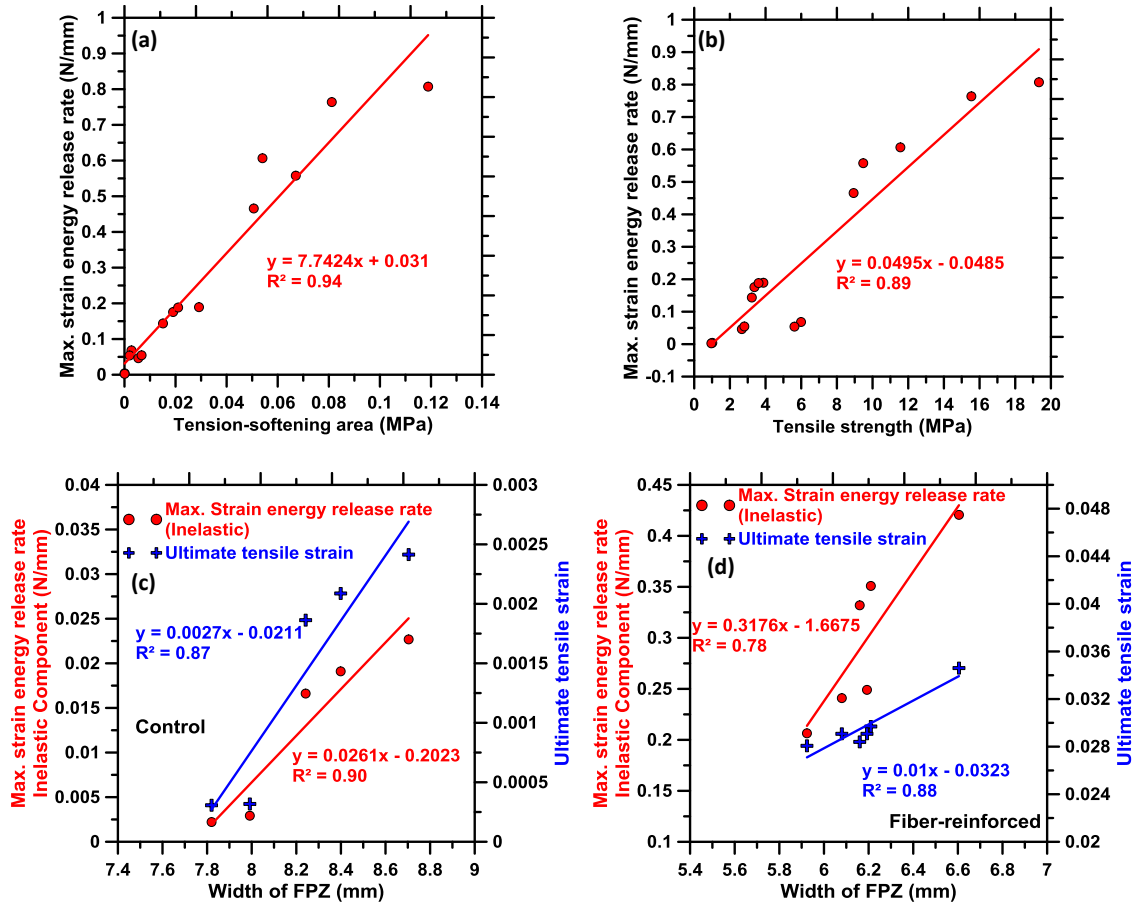 (a)
Max. strain energy release rate (N/mm)
1
0.9
0.8
0.7
0.6
0.5
0.4
0.3
0.2
0.1
0
y = 7.7424x + 0.031
R² = 0.94
0 0.02 0.04 0.06 0.08 0.1 0.12 0.14
Tension-softening area (MPa)
(b)
Max. strain energy release rate (N/mm)
1
0.9
0.8
0.7
0.6
0.5
0.4
0.3
0.2
0.1
0
-0.1
y = 0.0495x - 0.0485
R² = 0.89
0 2 4 6 8 10 12 14 16 18 20
Tensile strength (MPa)
(c)
Max. strain energy release rate
Inelastic Component (N/mm)
0.04
0.035
0.03
0.025
0.02
0.015
0.01
0.005
0
Max. Strain energy release rate
(Inelastic)
Ultimate tensile strain
y = 0.0027x - 0.0211
R² = 0.87
Control
y = 0.0261x - 0.2023
R² = 0.90
0.003
0.0025
0.002
0.0015
0.001
0.0005
0
Ultimate tensile strain
7.4 7.6 7.8 8 8.2 8.4 8.6 8.8 9
Width of FPZ (mm)
(d)
Max. strain energy release rate
Inelastic Component (N/mm)
0.45
0.4
0.35
0.3
0.25
0.2
0.15
0.1
Max. Strain energy release rate
(Inelastic)
Ultimate tensile strain
y = 0.3176x - 1.6675
R² = 0.78
y = 0.01x - 0.0323
R² = 0.88
Fiber-reinforced
0.048
0.044
0.04
0.036
0.032
0.028
0.024
0.02
Ultimate tensile strain
5.4 5.6 5.8 6 6.2 6.4 6.6 6.8 7
Width of FPZ (mm)